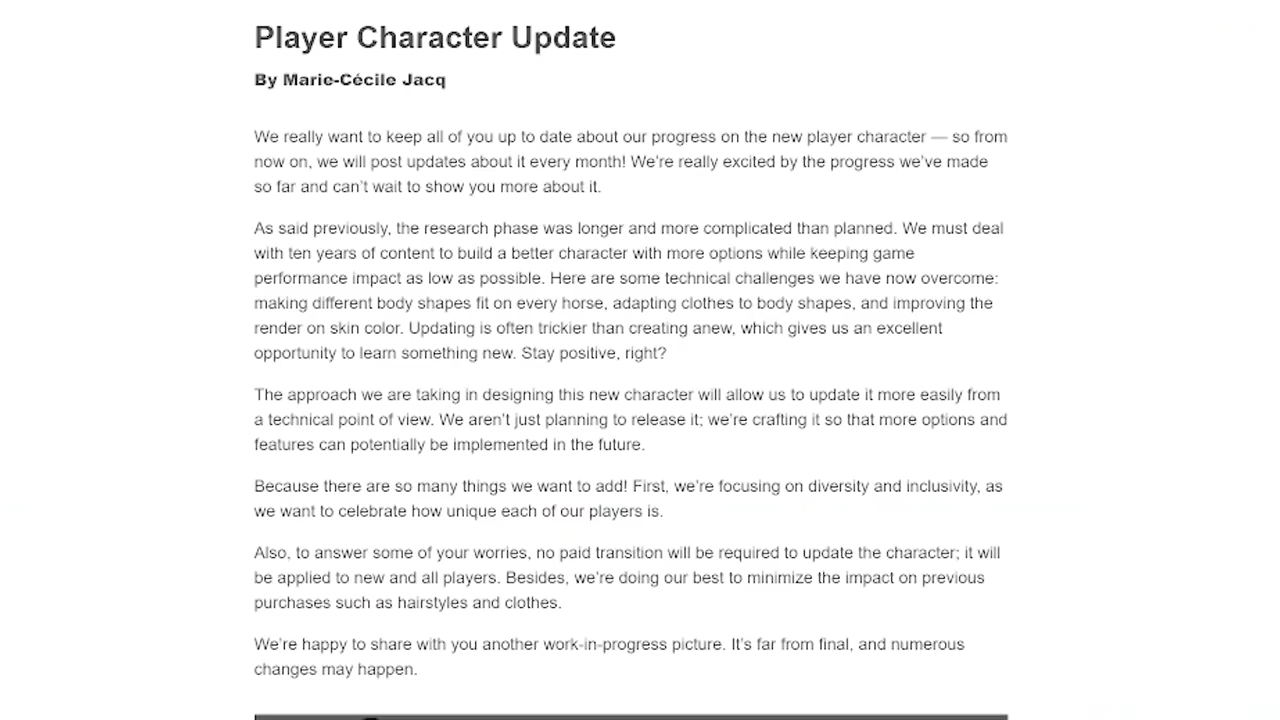 Player Character Update
By Marie-Cécile Jacq
We really want to keep all of you up to date about our progress on the new player character — so from
now on, we will post updates about it every month! We’re really excited by the progress we’ve made
so far and can’t wait to show you more about it.
As said previously, the research phase was longer and more complicated than planned. We must deal
with ten years of content to build a better character with more options while keeping game
performance impact as low as possible. Here are some technical challenges we have now overcome:
making different body shapes fit on every horse, adapting clothes to body shapes, and improving the
render on skin color. Updating is often trickier than creating anew, which gives us an excellent
opportunity to learn something new. Stay positive, right?
The approach we are taking in designing this new character will allow us to update it more easily from
a technical point of view. We aren’t just planning to release it; we’re crafting it so that more options and
features can potentially be implemented in the future.
Because there are so many things we want to add! First, we’re focusing on diversity and inclusivity, as
we want to celebrate how unique each of our players is.
Also, to answer some of your worries, no paid transition will be required to update the character; it will
be applied to new and all players. Besides, we’re doing our best to minimize the impact on previous
purchases such as hairstyles and clothes.
We’re happy to share with you another work-in-progress picture. It’s far from final, and numerous
changes may happen.